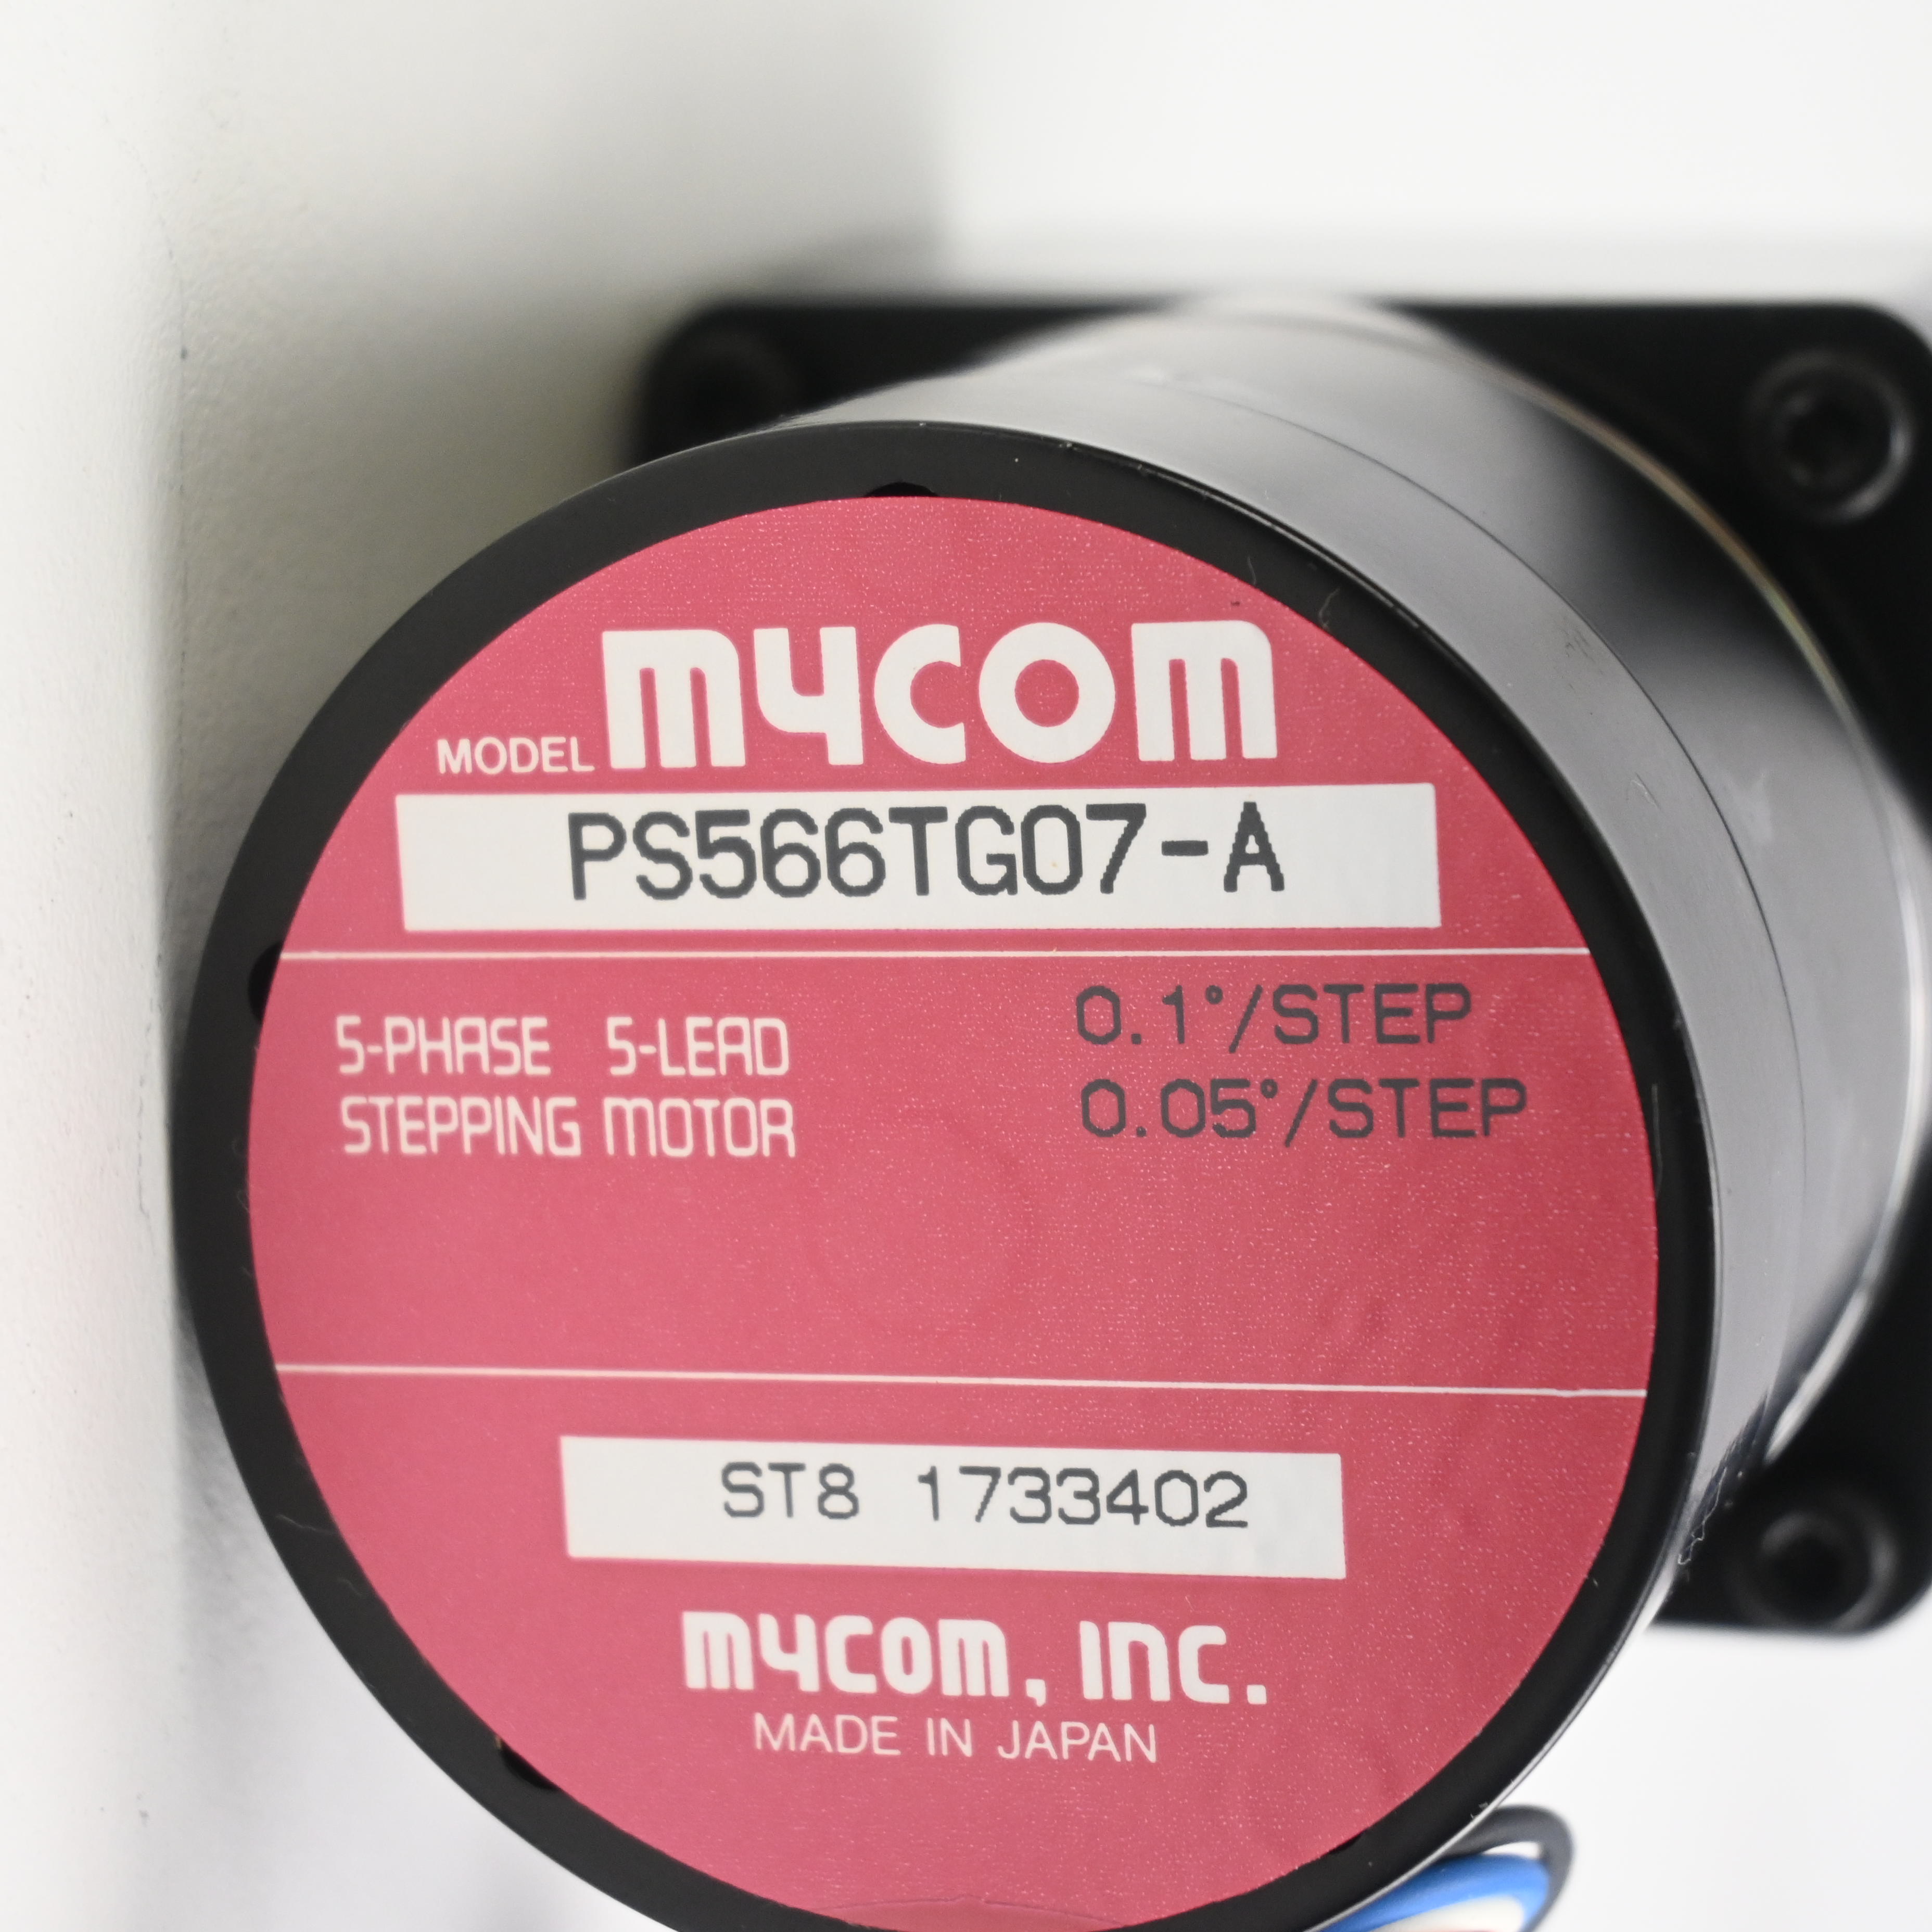 mycom
MODEL
PS566TG07-A
5-PHASE 5-LEAD
STEPPING MOTOR
0.1°/STEP
0.05°/STEP
ST8 1733402
mycom, INC.
MADE IN JAPAN